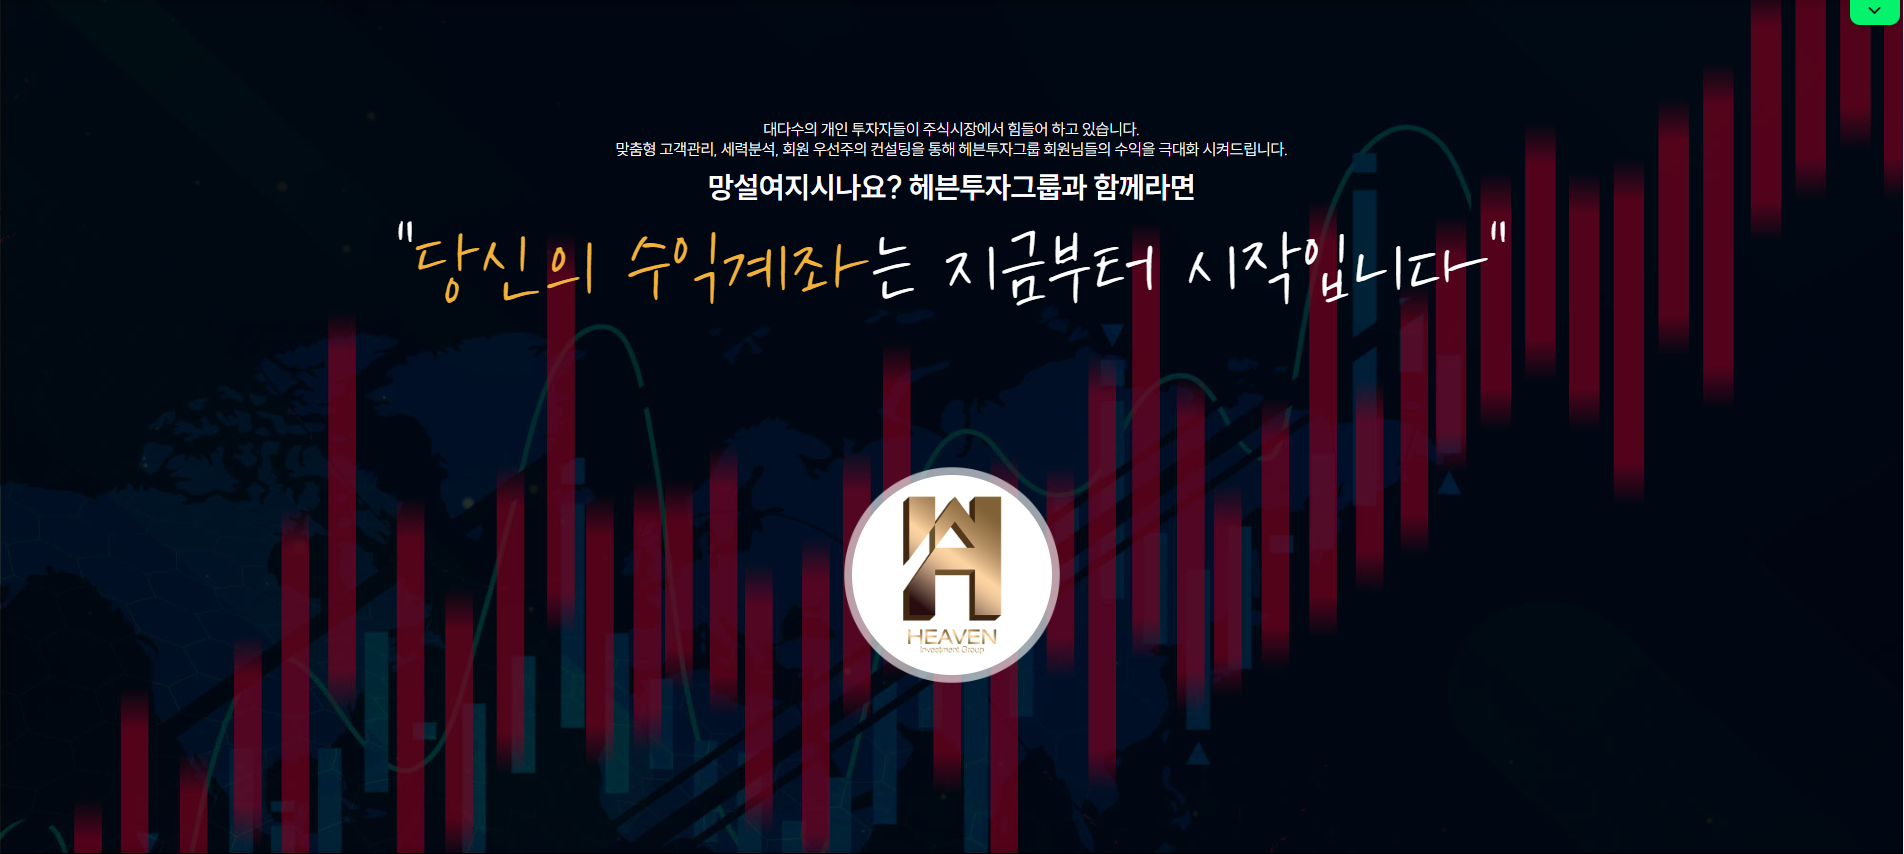 대다수의 개인 투자자들이 주식시장에서 힘들어 하고 있습니다.
맞춤형 고객관리, 세력분석, 회원 우선주의 컨설팅을 통해 헤븐투자그룹 회원님들의 수익을 극대화 시켜드립니다.
망설여지시나요? 헤븐투자그룹과 함께라면
"당신의 수익계좌는 지금부터 시작입니다"
HEAVEN
Investment Group